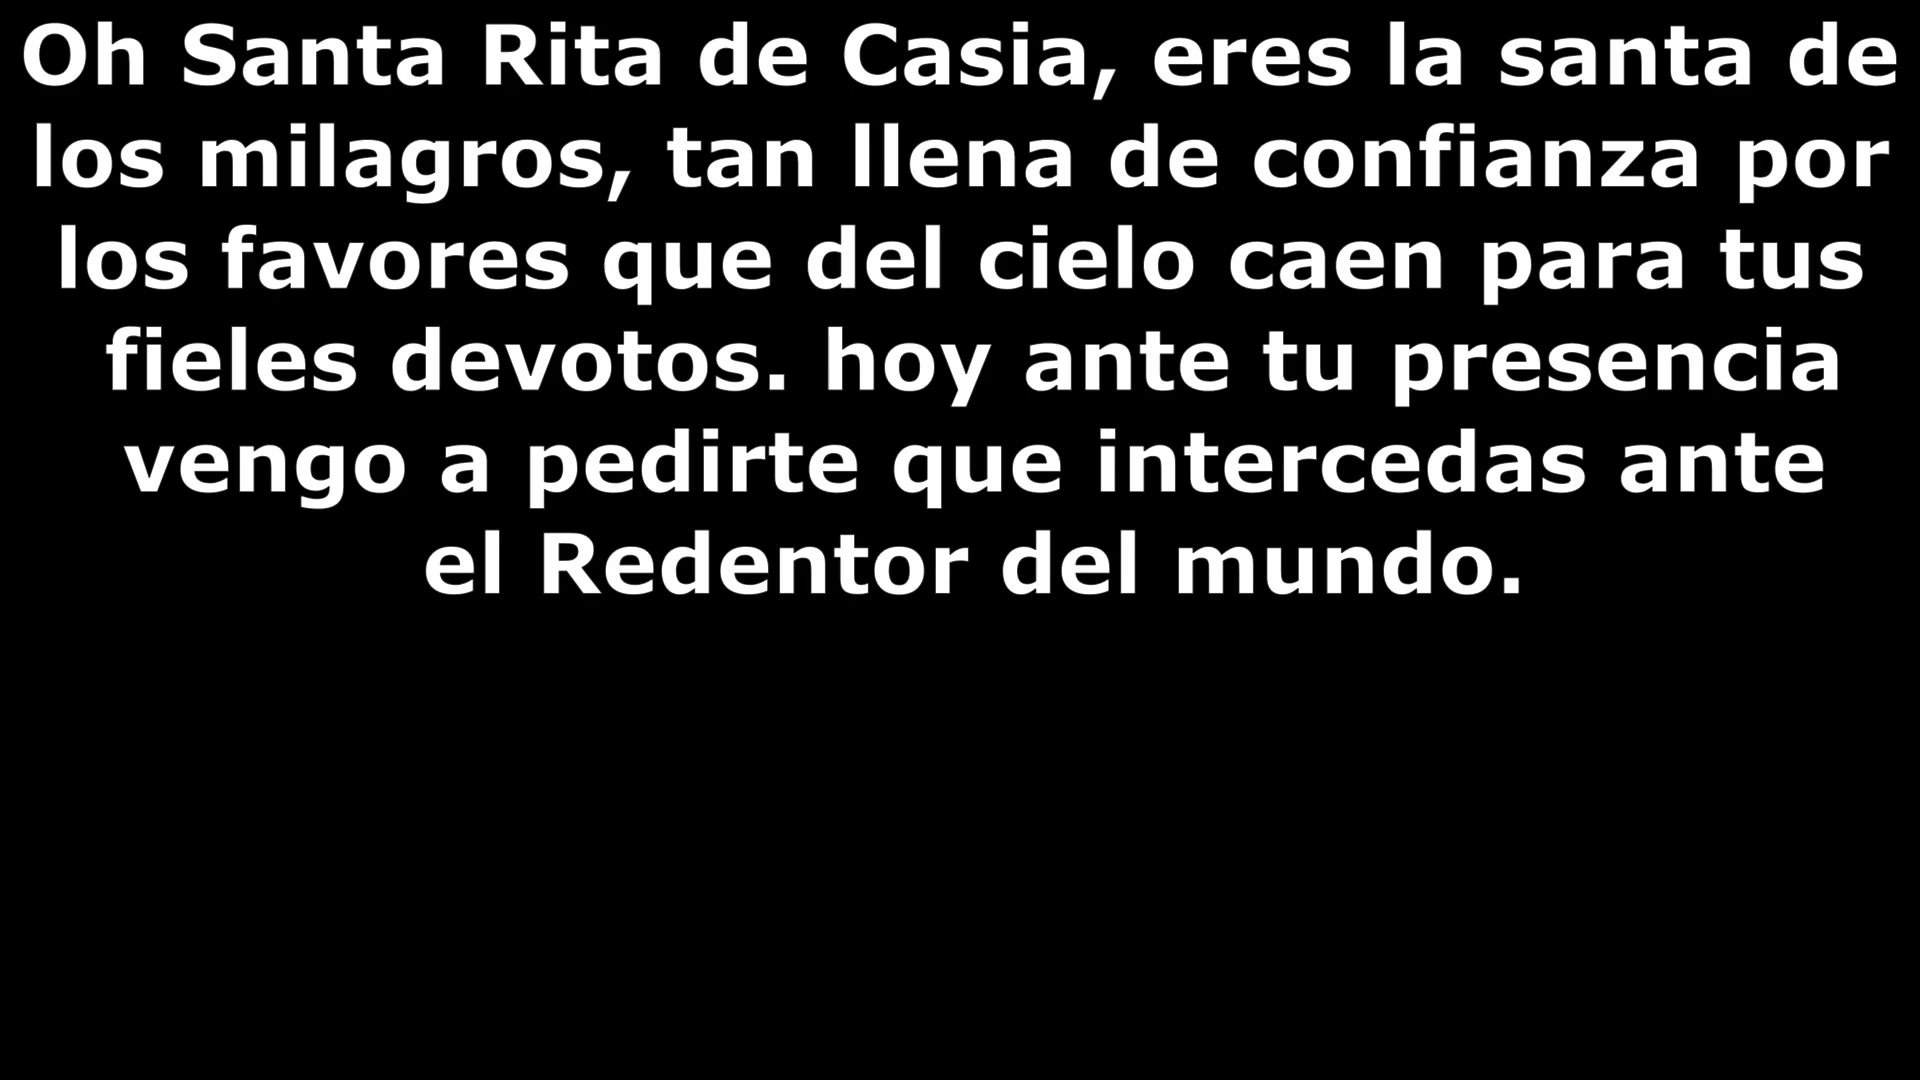 Oh Santa Rita de Casia, eres la santa de
los milagros, tan llena de confianza por
los favores que del cielo caen para tus
fieles devotos. hoy ante tu presencia
vengo a pedirte que intercedas ante
el Redentor del mundo.